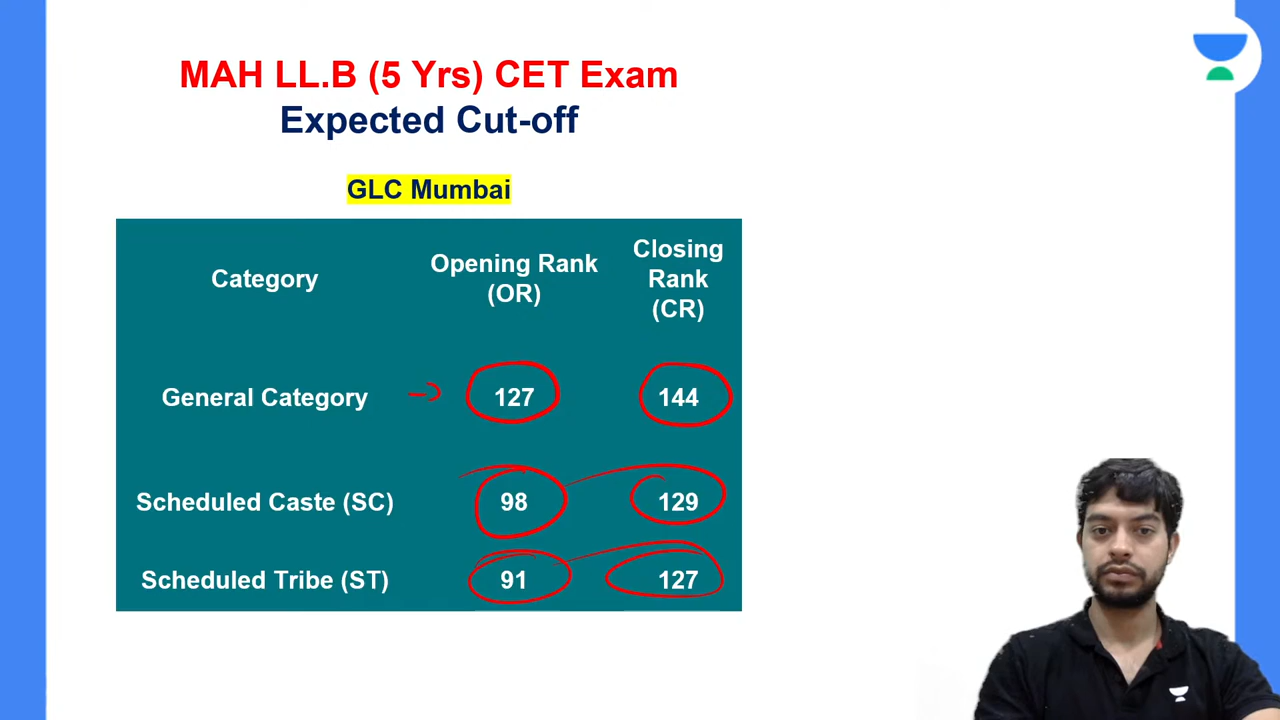 MAH LL.B (5 Yrs) CET Exam
Expected Cut-off
GLC Mumbai
Category Opening Rank (OR) Closing Rank (CR)
General Category 127 144
Scheduled Caste (SC) 98 129
Scheduled Tribe (ST) 91 127